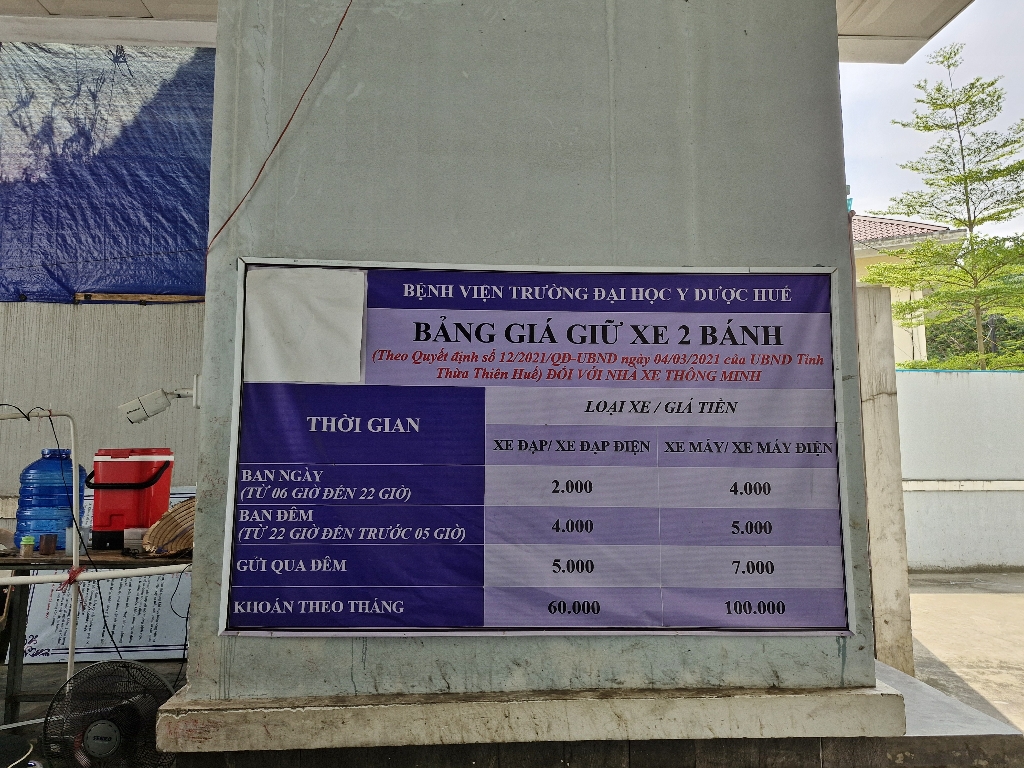 BỆNH VIỆN TRƯỜNG ĐẠI HỌC Y DƯỢC HUẾ
BẢNG GIÁ GIỮ XE 2 BÁNH
(Theo Quyết định số 12/2021/QĐ-UBND ngày 04/03/2021 của UBND Tỉnh
Thừa Thiên Huế) ĐỐI VỚI NHÀ XE THÔNG MINH
THỜI GIAN
LOẠI XE / GIÁ TIỀN
XE ĐẠP/ XE ĐẠP ĐIỆN XE MÁY/ XE MÁY ĐIỆN
BAN NGÀY
(TỪ 06 GIỜ ĐẾN 22 GIỜ)
2.000 4.000
BAN ĐÊM
(TỪ 22 GIỜ ĐẾN TRƯỚC 05 GIỜ)
4.000 5.000
GỬI QUA ĐÊM 5.000 7.000
KHOÁN THEO THÁNG 60.000 100.000